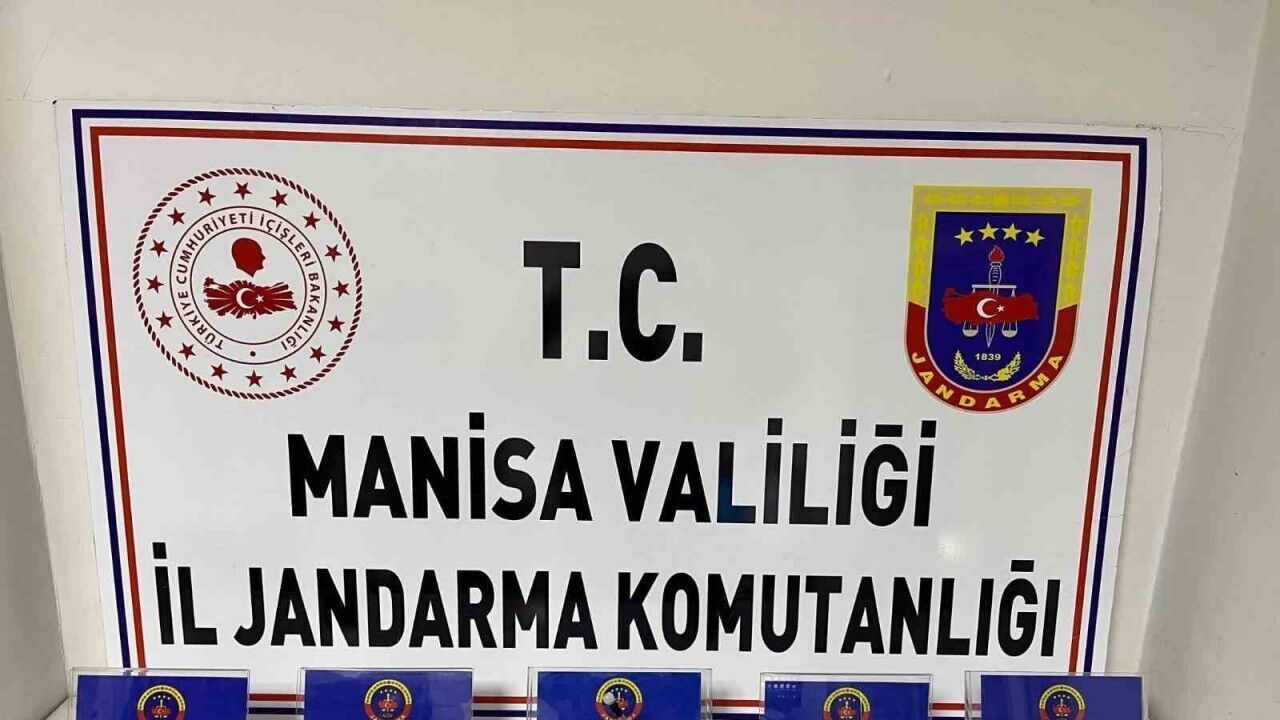 TÜRKİYE CUMHURİYETİ İÇİŞLERİ BAKANLIĞI
T.C.
1839
JANDARMA
MANİSA VALİLİĞİ
İL JANDARMA KOMUTANLIĞI